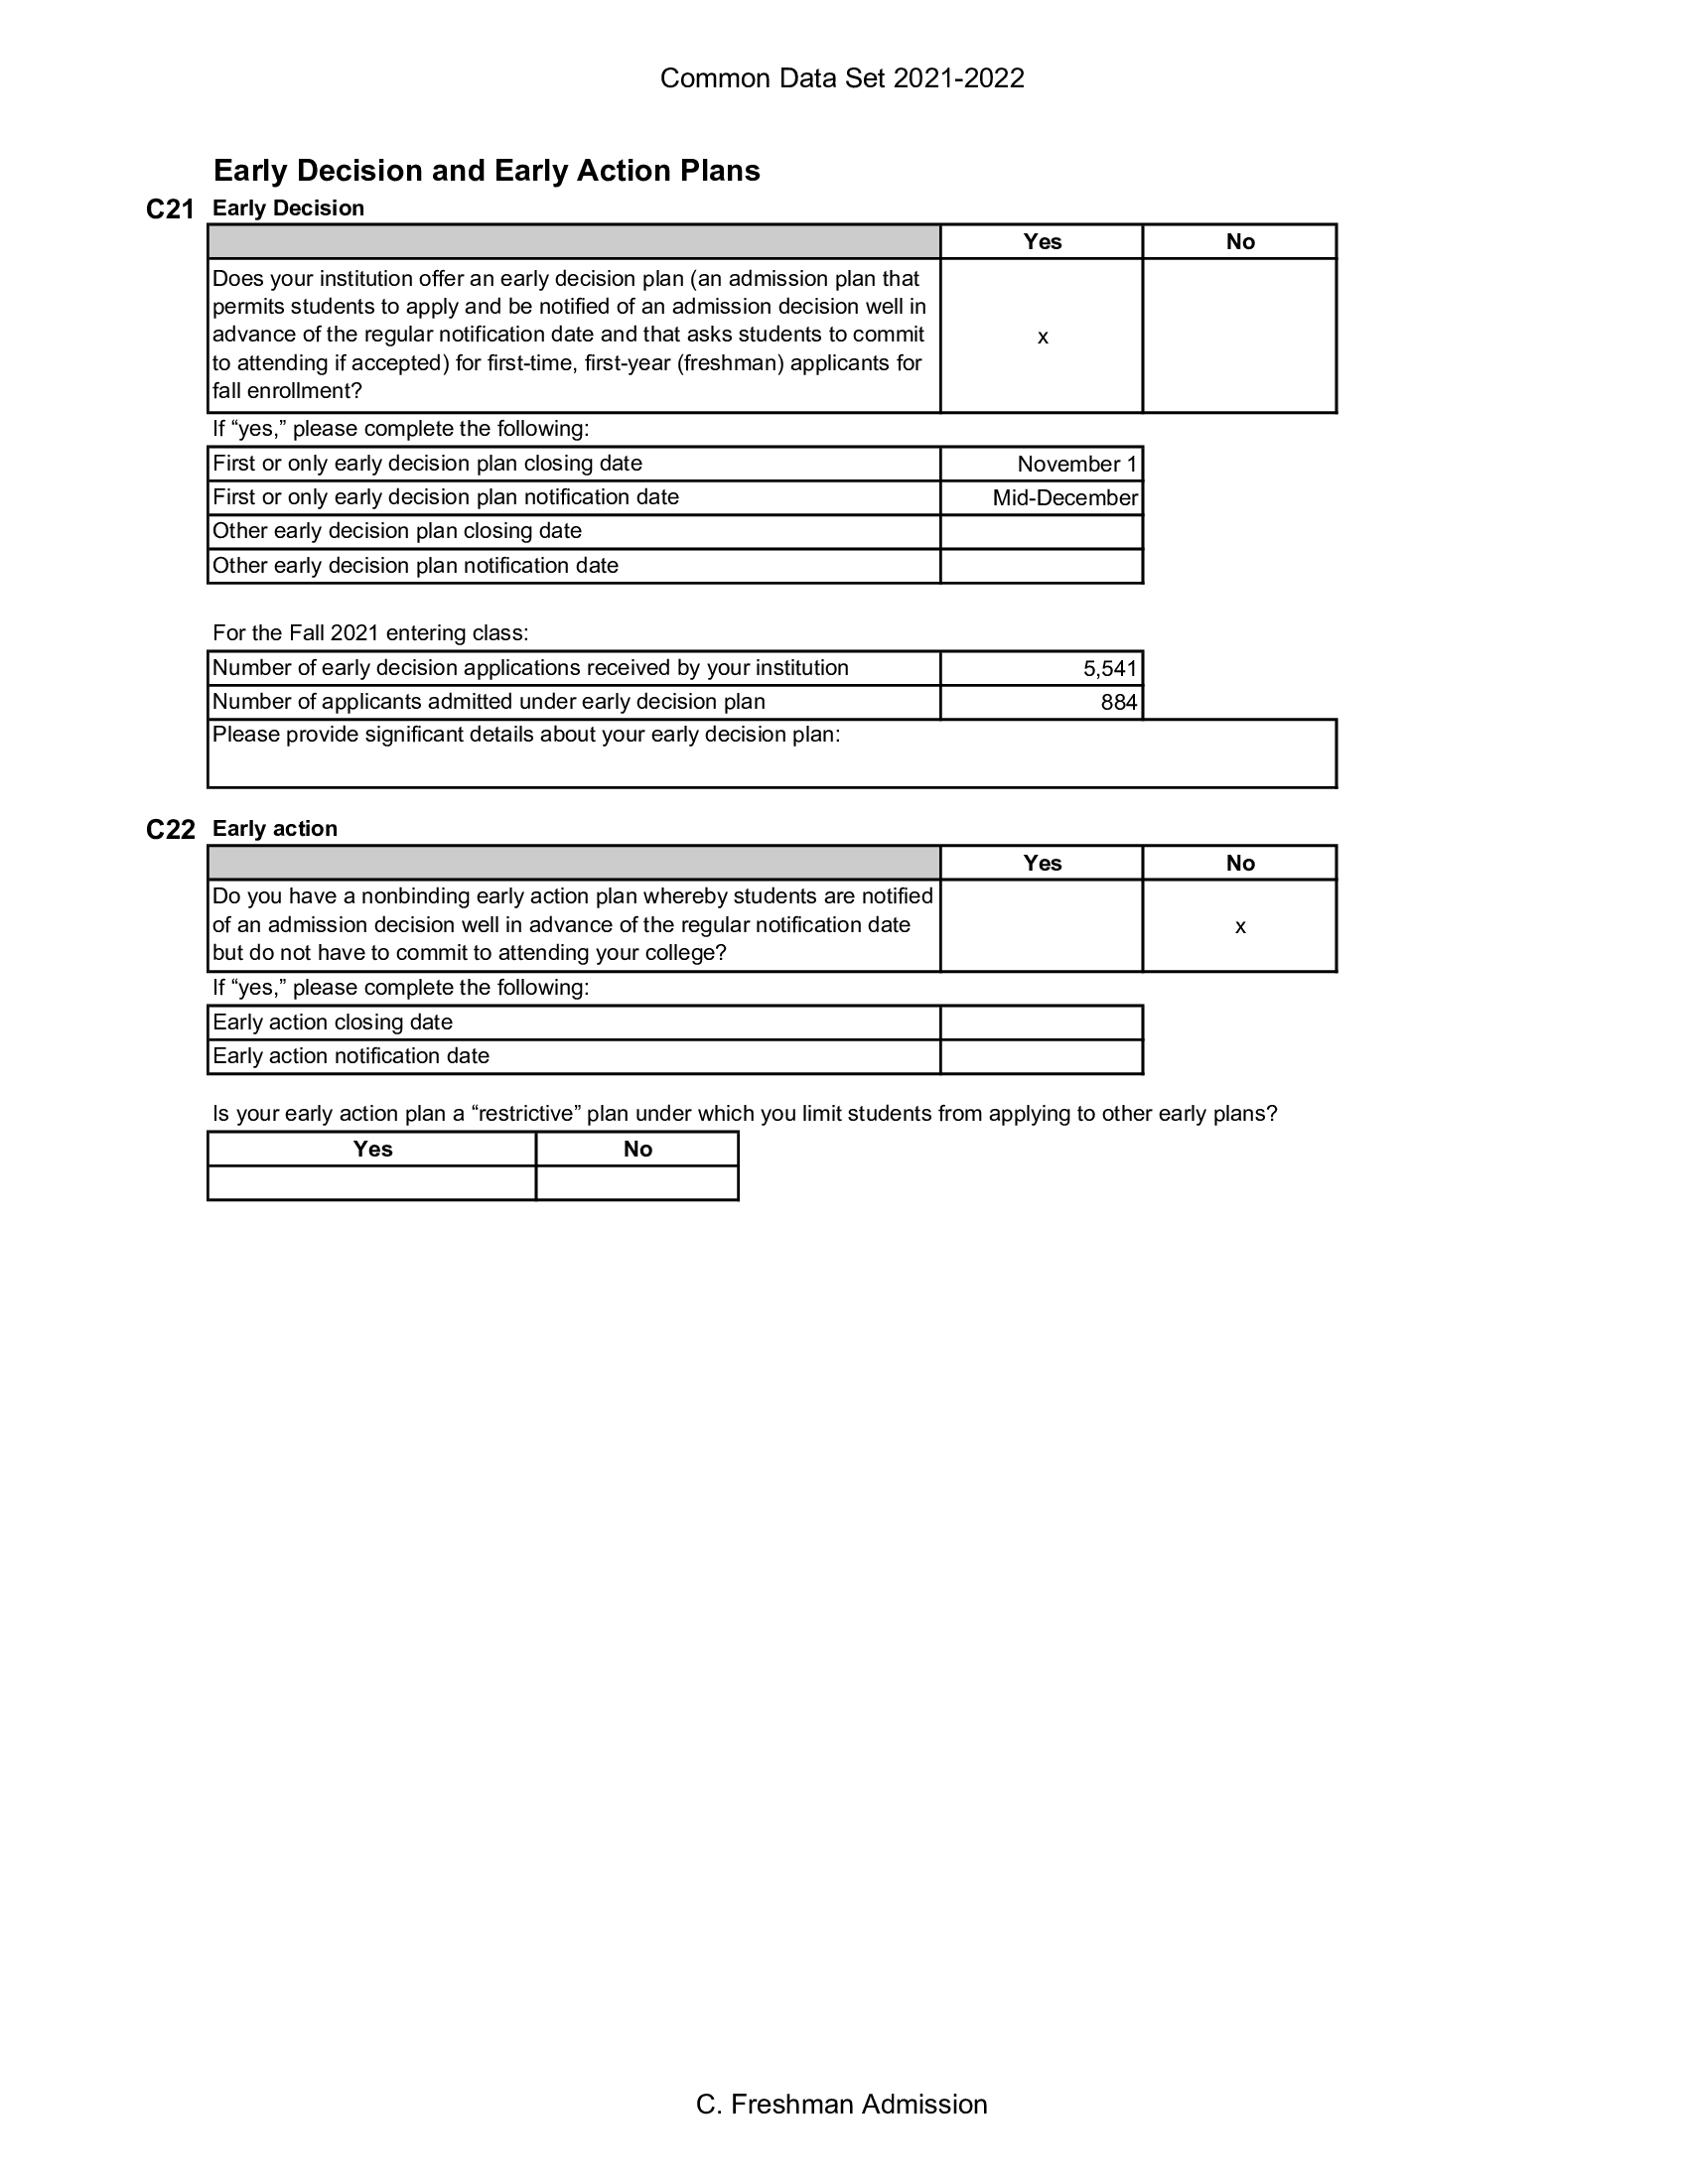 Common Data Set 2021-2022
Early Decision and Early Action Plans
C21 Early Decision
Yes No
Does your institution offer an early decision plan (an admission plan that
permits students to apply and be notified of an admission decision well in
advance of the regular notification date and that asks students to commit
to attending if accepted) for first-time, first-year (freshman) applicants for
fall enrollment?
x
If “yes,” please complete the following:
First or only early decision plan closing date November 1
First or only early decision plan notification date Mid-December
Other early decision plan closing date
Other early decision plan notification date
For the Fall 2021 entering class:
Number of early decision applications received by your institution 5,541
Number of applicants admitted under early decision plan 884
Please provide significant details about your early decision plan:
C22 Early action
Yes No
Do you have a nonbinding early action plan whereby students are notified
of an admission decision well in advance of the regular notification date
but do not have to commit to attending your college?
x
If “yes,” please complete the following:
Early action closing date
Early action notification date
Is your early action plan a “restrictive” plan under which you limit students from applying to other early plans?
Yes No
C. Freshman Admission